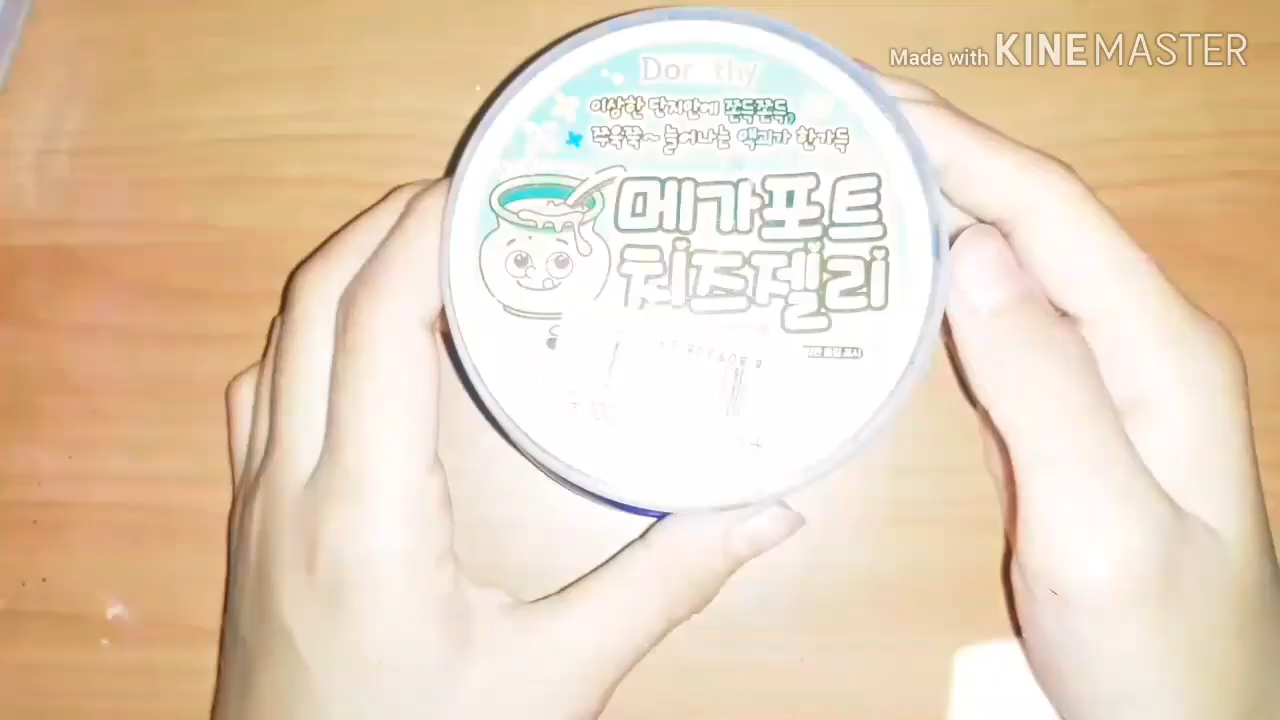 Made with KINEMASTER
Dorothy
이상한 단지안에 쫀득쫀득,
쭈욱쭉~ 늘어나는 액괴가 한가득
메가포트
치즈젤리